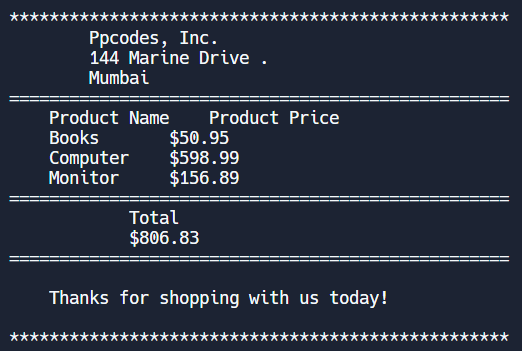 **************************************************
Ppcodes, Inc.
144 Marine Drive .
Mumbai
==================================================
Product Name    Product Price
Books       $50.95
Computer    $598.99
Monitor     $156.89
==================================================
Total
$806.83
==================================================
Thanks for shopping with us today!
**************************************************